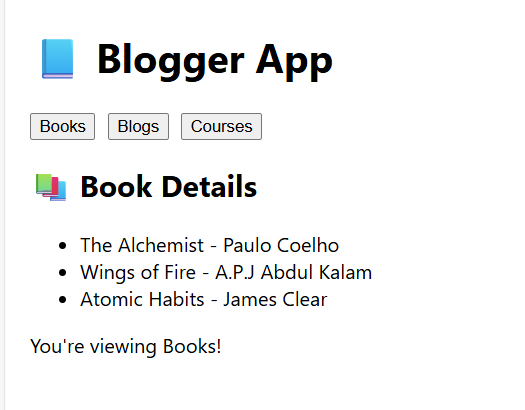 Blogger App
Books Blogs Courses
Book Details
The Alchemist - Paulo Coelho
Wings of Fire - A.P.J Abdul Kalam
Atomic Habits - James Clear
You're viewing Books!